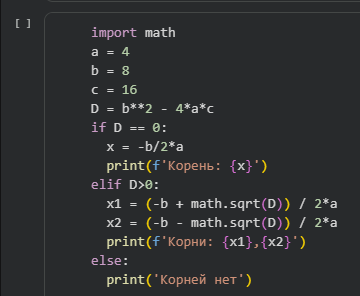 [ ]
import math
a = 4
b = 8
c = 16
D = b**2 - 4*a*c
if D == 0:
  x = -b/2*a
  print(f'Корень: {x}')
elif D>0:
  x1 = (-b + math.sqrt(D)) / 2*a
  x2 = (-b - math.sqrt(D)) / 2*a
  print(f'Корни: {x1},{x2}')
else:
  print('Корней нет')